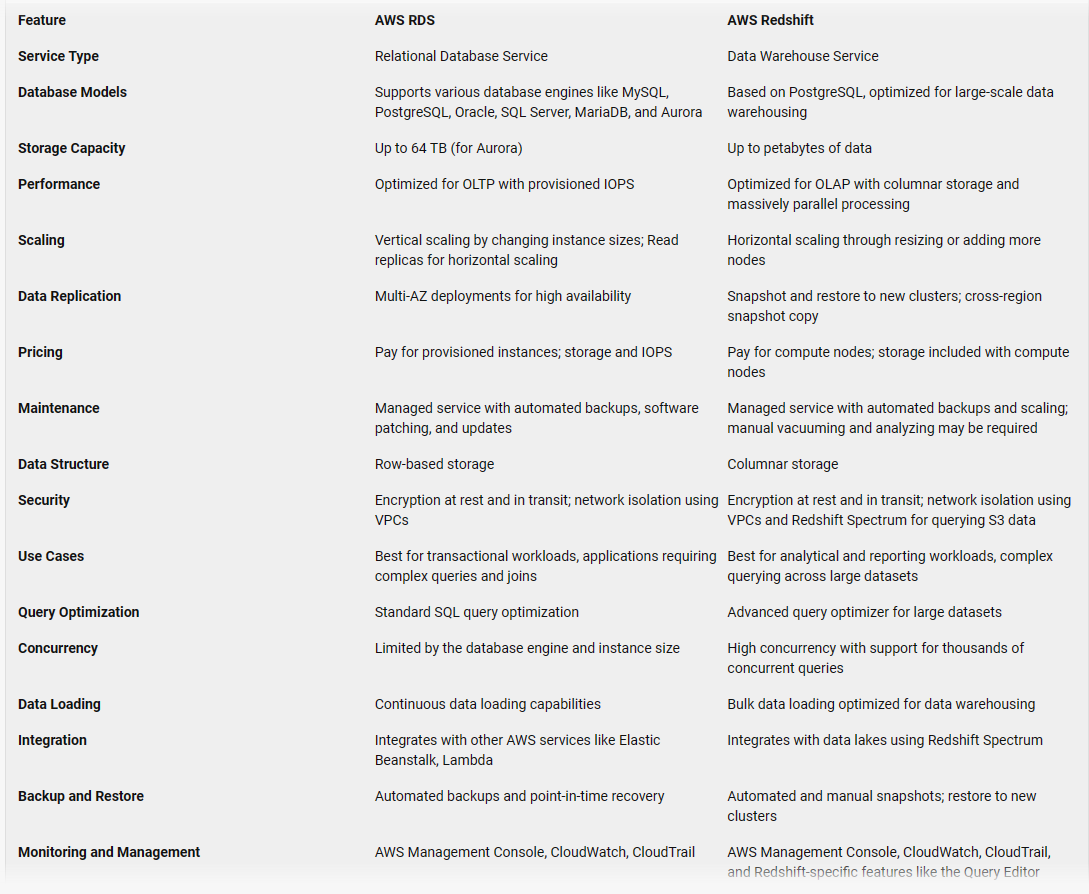 Feature AWS RDS AWS Redshift
Service Type Relational Database Service Data Warehouse Service
Database Models Supports various database engines like MySQL, Based on PostgreSQL, optimized for large-scale data
PostgreSQL, Oracle, SQL Server, MariaDB, and Aurora warehousing
Storage Capacity Up to 64 TB (for Aurora) Up to petabytes of data
Performance Optimized for OLTP with provisioned IOPS Optimized for OLAP with columnar storage and
massively parallel processing
Scaling Vertical scaling by changing instance sizes; Read Horizontal scaling through resizing or adding more
replicas for horizontal scaling nodes
Data Replication Multi-AZ deployments for high availability Snapshot and restore to new clusters; cross-region
snapshot copy
Pricing Pay for provisioned instances; storage and IOPS Pay for compute nodes; storage included with compute
nodes
Maintenance Managed service with automated backups, software Managed service with automated backups and scaling;
patching, and updates manual vacuuming and analyzing may be required
Data Structure Row-based storage Columnar storage
Security Encryption at rest and in transit; network isolation using Encryption at rest and in transit; network isolation using
VPCs VPCs and Redshift Spectrum for querying S3 data
Use Cases Best for transactional workloads, applications requiring Best for analytical and reporting workloads, complex
complex queries and joins querying across large datasets
Query Optimization Standard SQL query optimization Advanced query optimizer for large datasets
Concurrency Limited by the database engine and instance size High concurrency with support for thousands of
concurrent queries
Data Loading Continuous data loading capabilities Bulk data loading optimized for data warehousing
Integration Integrates with other AWS services like Elastic Integrates with data lakes using Redshift Spectrum
Beanstalk, Lambda
Backup and Restore Automated backups and point-in-time recovery Automated and manual snapshots; restore to new
clusters
Monitoring and Management AWS Management Console, CloudWatch, CloudTrail AWS Management Console, CloudWatch, CloudTrail,
and Redshift-specific features like the Query Editor